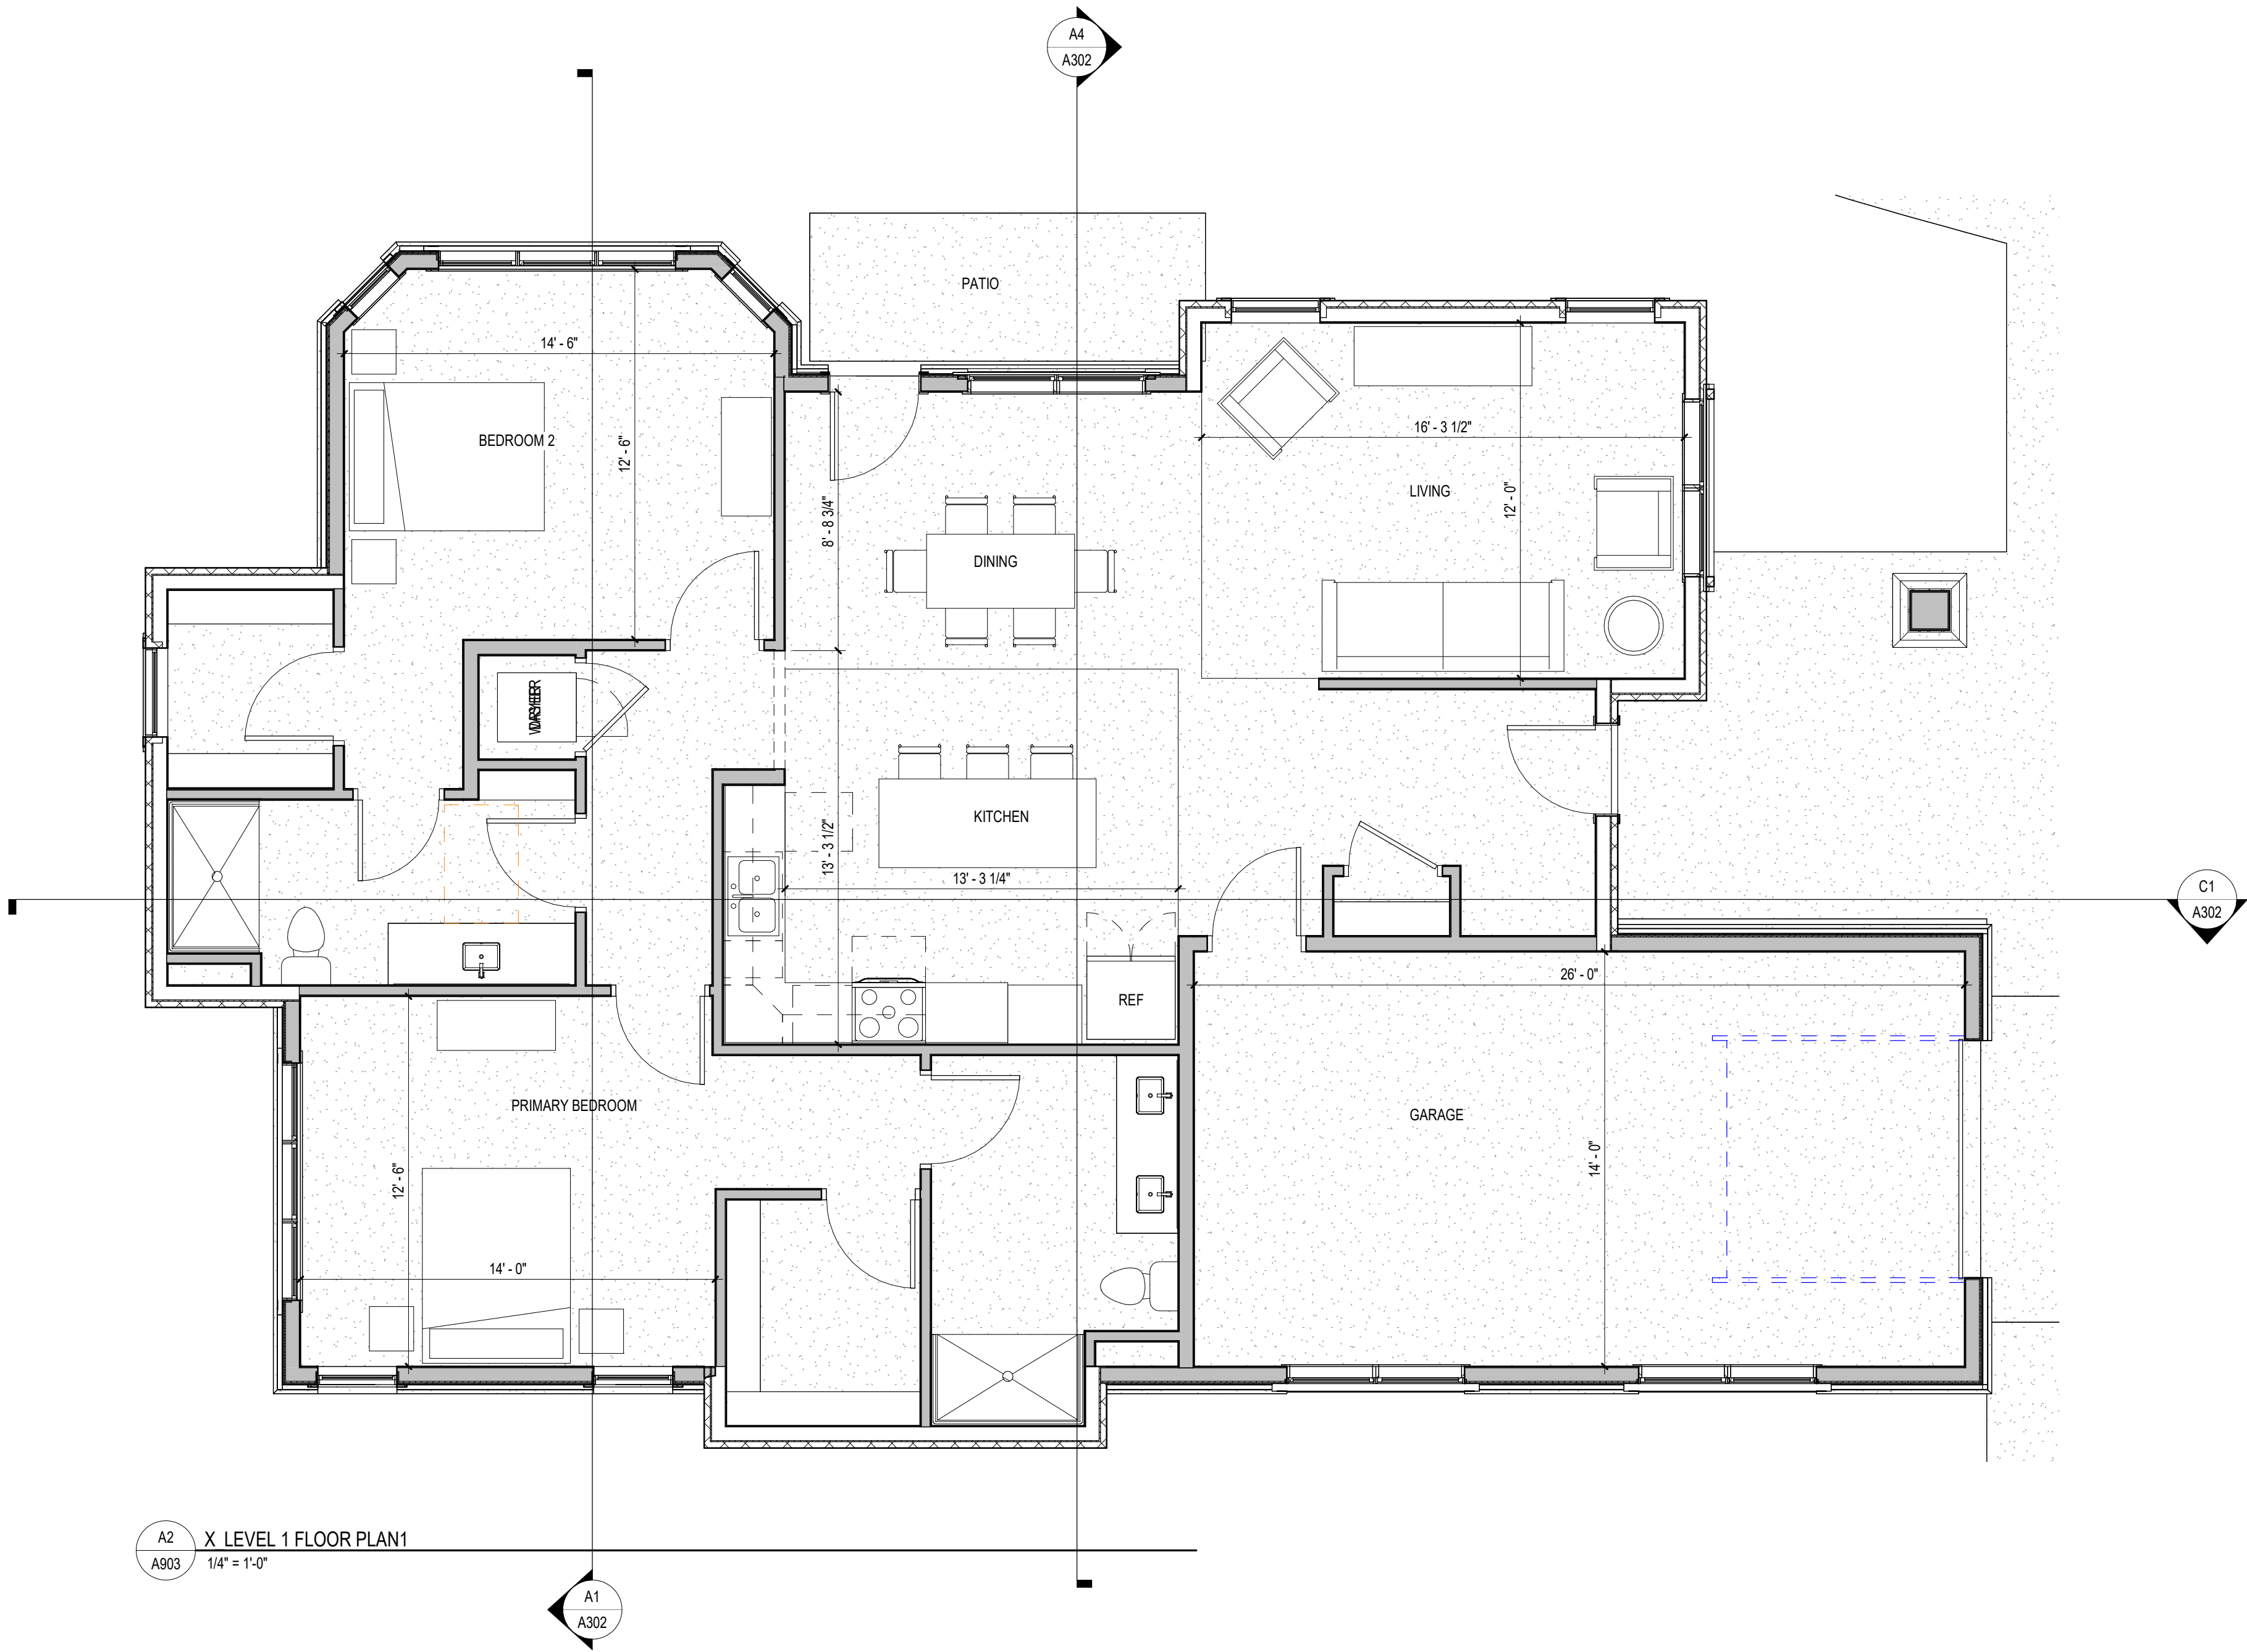 A4
A302
PATIO
14' - 6"
BEDROOM 2
12' - 6"
16' - 3 1/2"
LIVING
12' - 0"
8' - 8 3/4"
DINING
KITCHEN
13' - 3 1/2"
13' - 3 1/4"
C1
A302
26' - 0"
REF
PRIMARY BEDROOM
GARAGE
12' - 6"
14' - 0"
14' - 0"
A2
A903
X LEVEL 1 FLOOR PLAN1
1/4" = 1'-0"
A1
A302